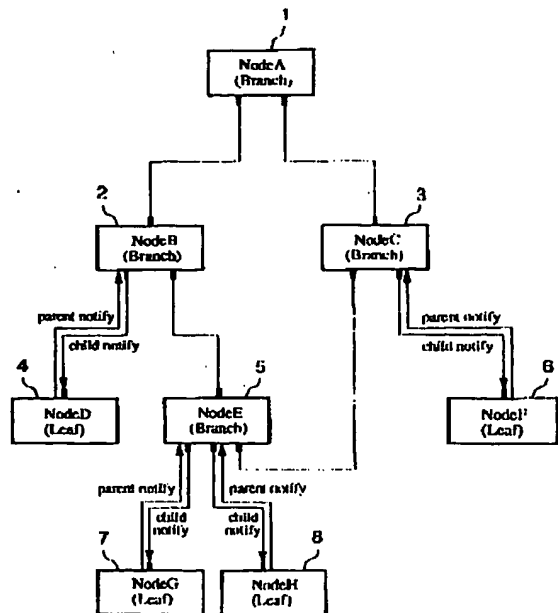 1
NodeA
(Branch)
2
3
NodeB
(Branch)
NodeC
(Branch)
parent notify
child notify
parent notify
child notify
4
5
6
NodeD
(Leaf)
NodeE
(Branch)
NodeF
(Leaf)
parent notify
parent notify
child
notify
child
notify
7
8
NodeG
(Leaf)
NodeH
(Leaf)